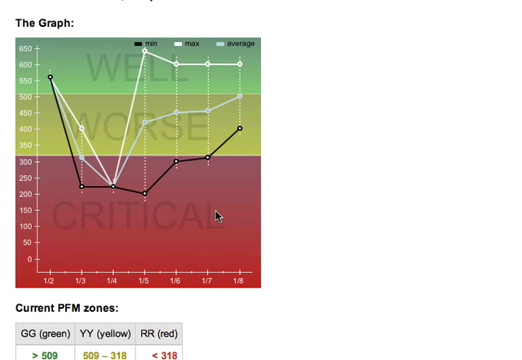 The Graph:
min max average
WELL
WORSE
CRITICAL
650
600
550
500
450
400
350
300
250
200
150
100
50
0
1/2 1/3 1/4 1/5 1/6 1/7 1/8
Current PFM zones:
GG (green) YY (yellow) RR (red)
> 509 509 – 318 < 318